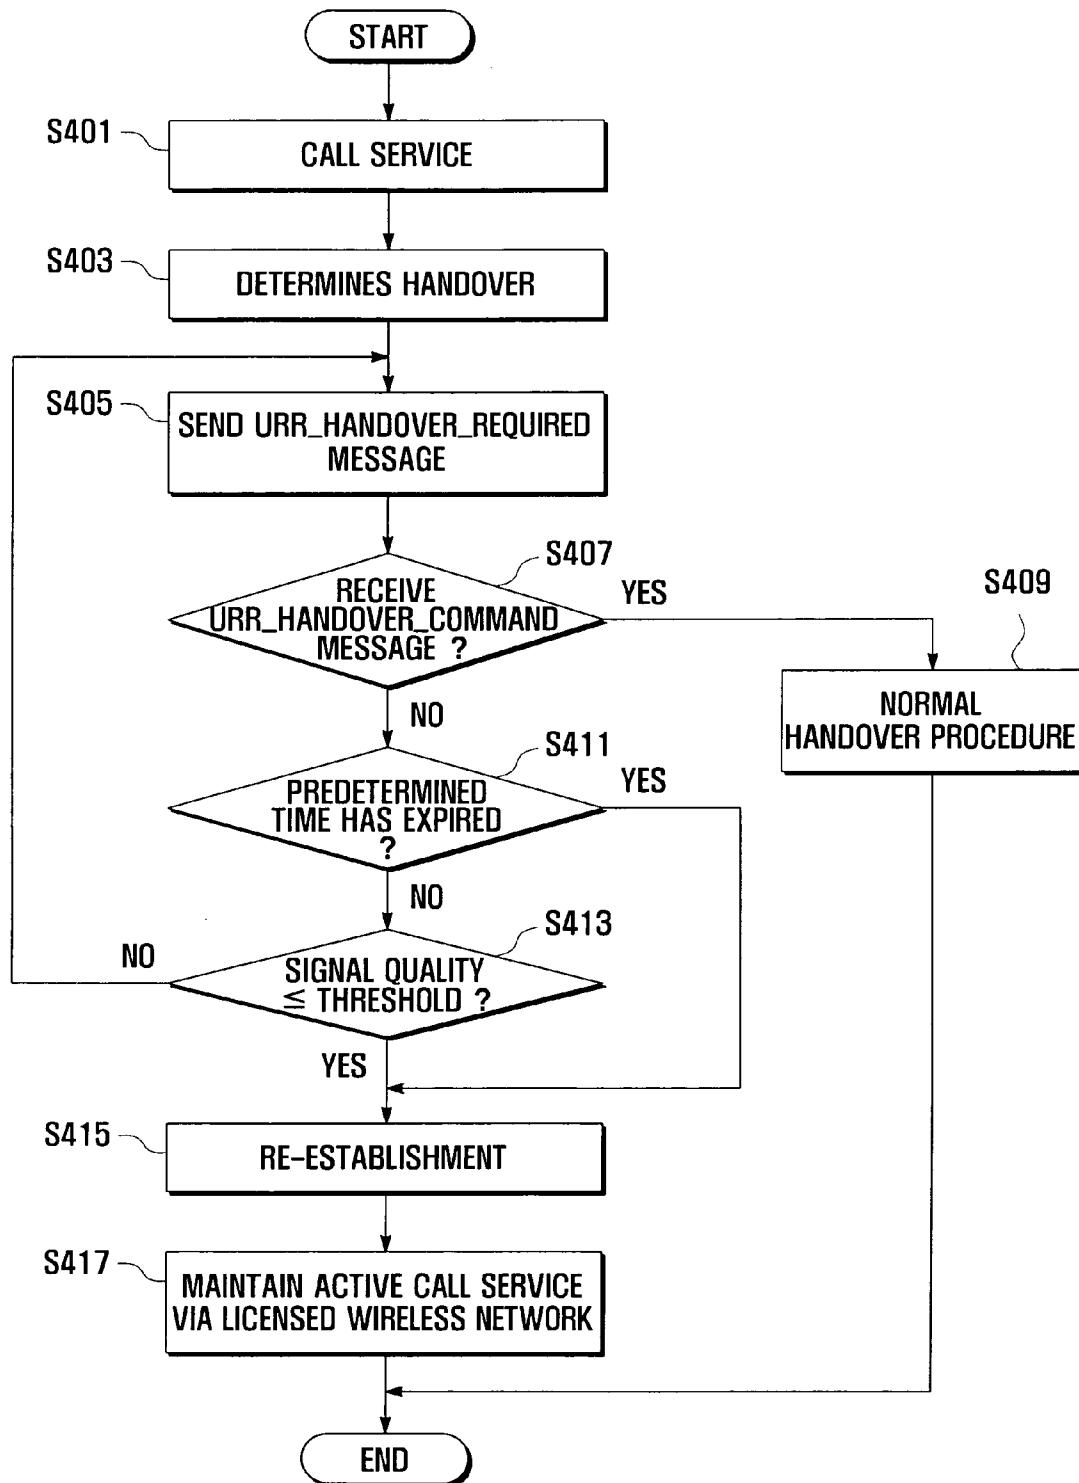 START
S401
CALL SERVICE
S403
DETERMINES HANDOVER
S405
SEND URR_HANDOVER_REQUIRED
MESSAGE
S407
RECEIVE
URR_HANDOVER_COMMAND
MESSAGE ?
YES
S409
NORMAL
HANDOVER PROCEDURE
NO
S411
PREDETERMINED
TIME HAS EXPIRED
?
YES
NO
S413
SIGNAL QUALITY
≦ THRESHOLD ?
NO
YES
S415
RE-ESTABLISHMENT
S417
MAINTAIN ACTIVE CALL SERVICE
VIA LICENSED WIRELESS NETWORK
END